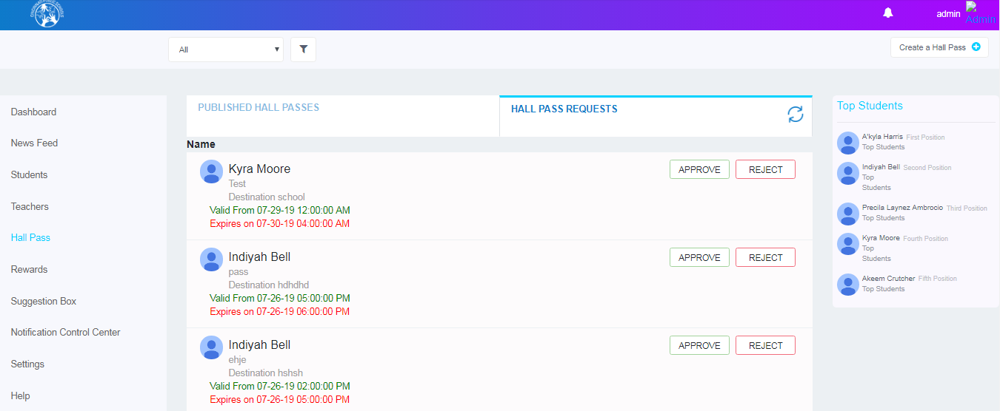 CINCINNATI PUBLIC SCHOOLS
admin
Admin
All
Create a Hall Pass
Dashboard
News Feed
Students
Teachers
Hall Pass
Rewards
Suggestion Box
Notification Control Center
Settings
Help
PUBLISHED HALL PASSES
HALL PASS REQUESTS
Name
Kyra Moore
APPROVE
REJECT
Test
Destination school
Valid From 07-29-19 12:00:00 AM
Expires on 07-30-19 04:00:00 AM
Indiyah Bell
APPROVE
REJECT
pass
Destination hdhdhd
Valid From 07-26-19 05:00:00 PM
Expires on 07-26-19 06:00:00 PM
Indiyah Bell
APPROVE
REJECT
ehje
Destination hshsh
Valid From 07-26-19 02:00:00 PM
Expires on 07-26-19 05:00:00 PM
Top Students
A'kyla Harris First Position
Top Students
Indiyah Bell Second Position
Top
Students
Precila Laynez Ambrocio Third Position
Top Students
Kyra Moore Fourth Position
Top
Students
Akeem Crutcher Fifth Position
Top Students